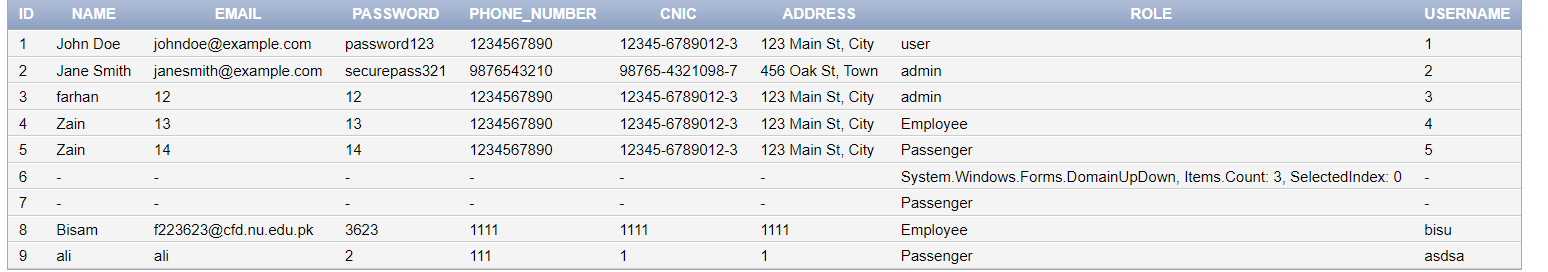 ID NAME EMAIL PASSWORD PHONE_NUMBER CNIC ADDRESS ROLE USERNAME
1 John Doe johndoe@example.com password123 1234567890 12345-6789012-3 123 Main St, City user 1
2 Jane Smith janesmith@example.com securepass321 9876543210 98765-4321098-7 456 Oak St, Town admin 2
3 farhan 12 12 1234567890 12345-6789012-3 123 Main St, City admin 3
4 Zain 13 13 1234567890 12345-6789012-3 123 Main St, City Employee 4
5 Zain 14 14 1234567890 12345-6789012-3 123 Main St, City Passenger 5
6 - - - - - - System.Windows.Forms.DomainUpDown, Items.Count: 3, SelectedIndex: 0 -
7 - - - - - - Passenger -
8 Bisam f223623@cfd.nu.edu.pk 3623 1111 1111 1111 Employee bisu
9 ali ali 2 111 1 1 Passenger asdsa